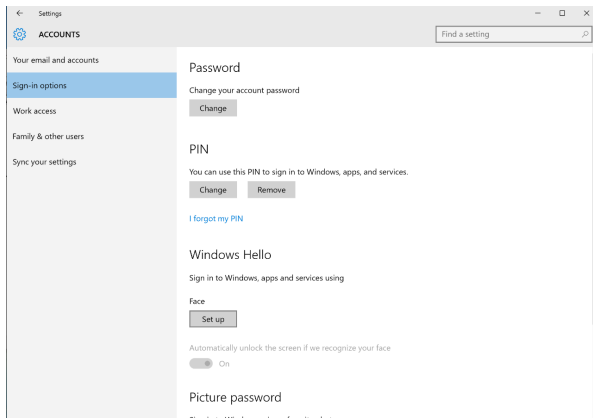 Settings
ACCOUNTS
Find a setting
Your email and accounts
Sign-in options
Work access
Family & other users
Sync your settings
Password
Change your account password
Change
PIN
You can use this PIN to sign in to Windows, apps, and services.
Change Remove
I forgot my PIN
Windows Hello
Sign in to Windows, apps and services using
Face
Set up
Automatically unlock the screen if we recognize your face
On
Picture password